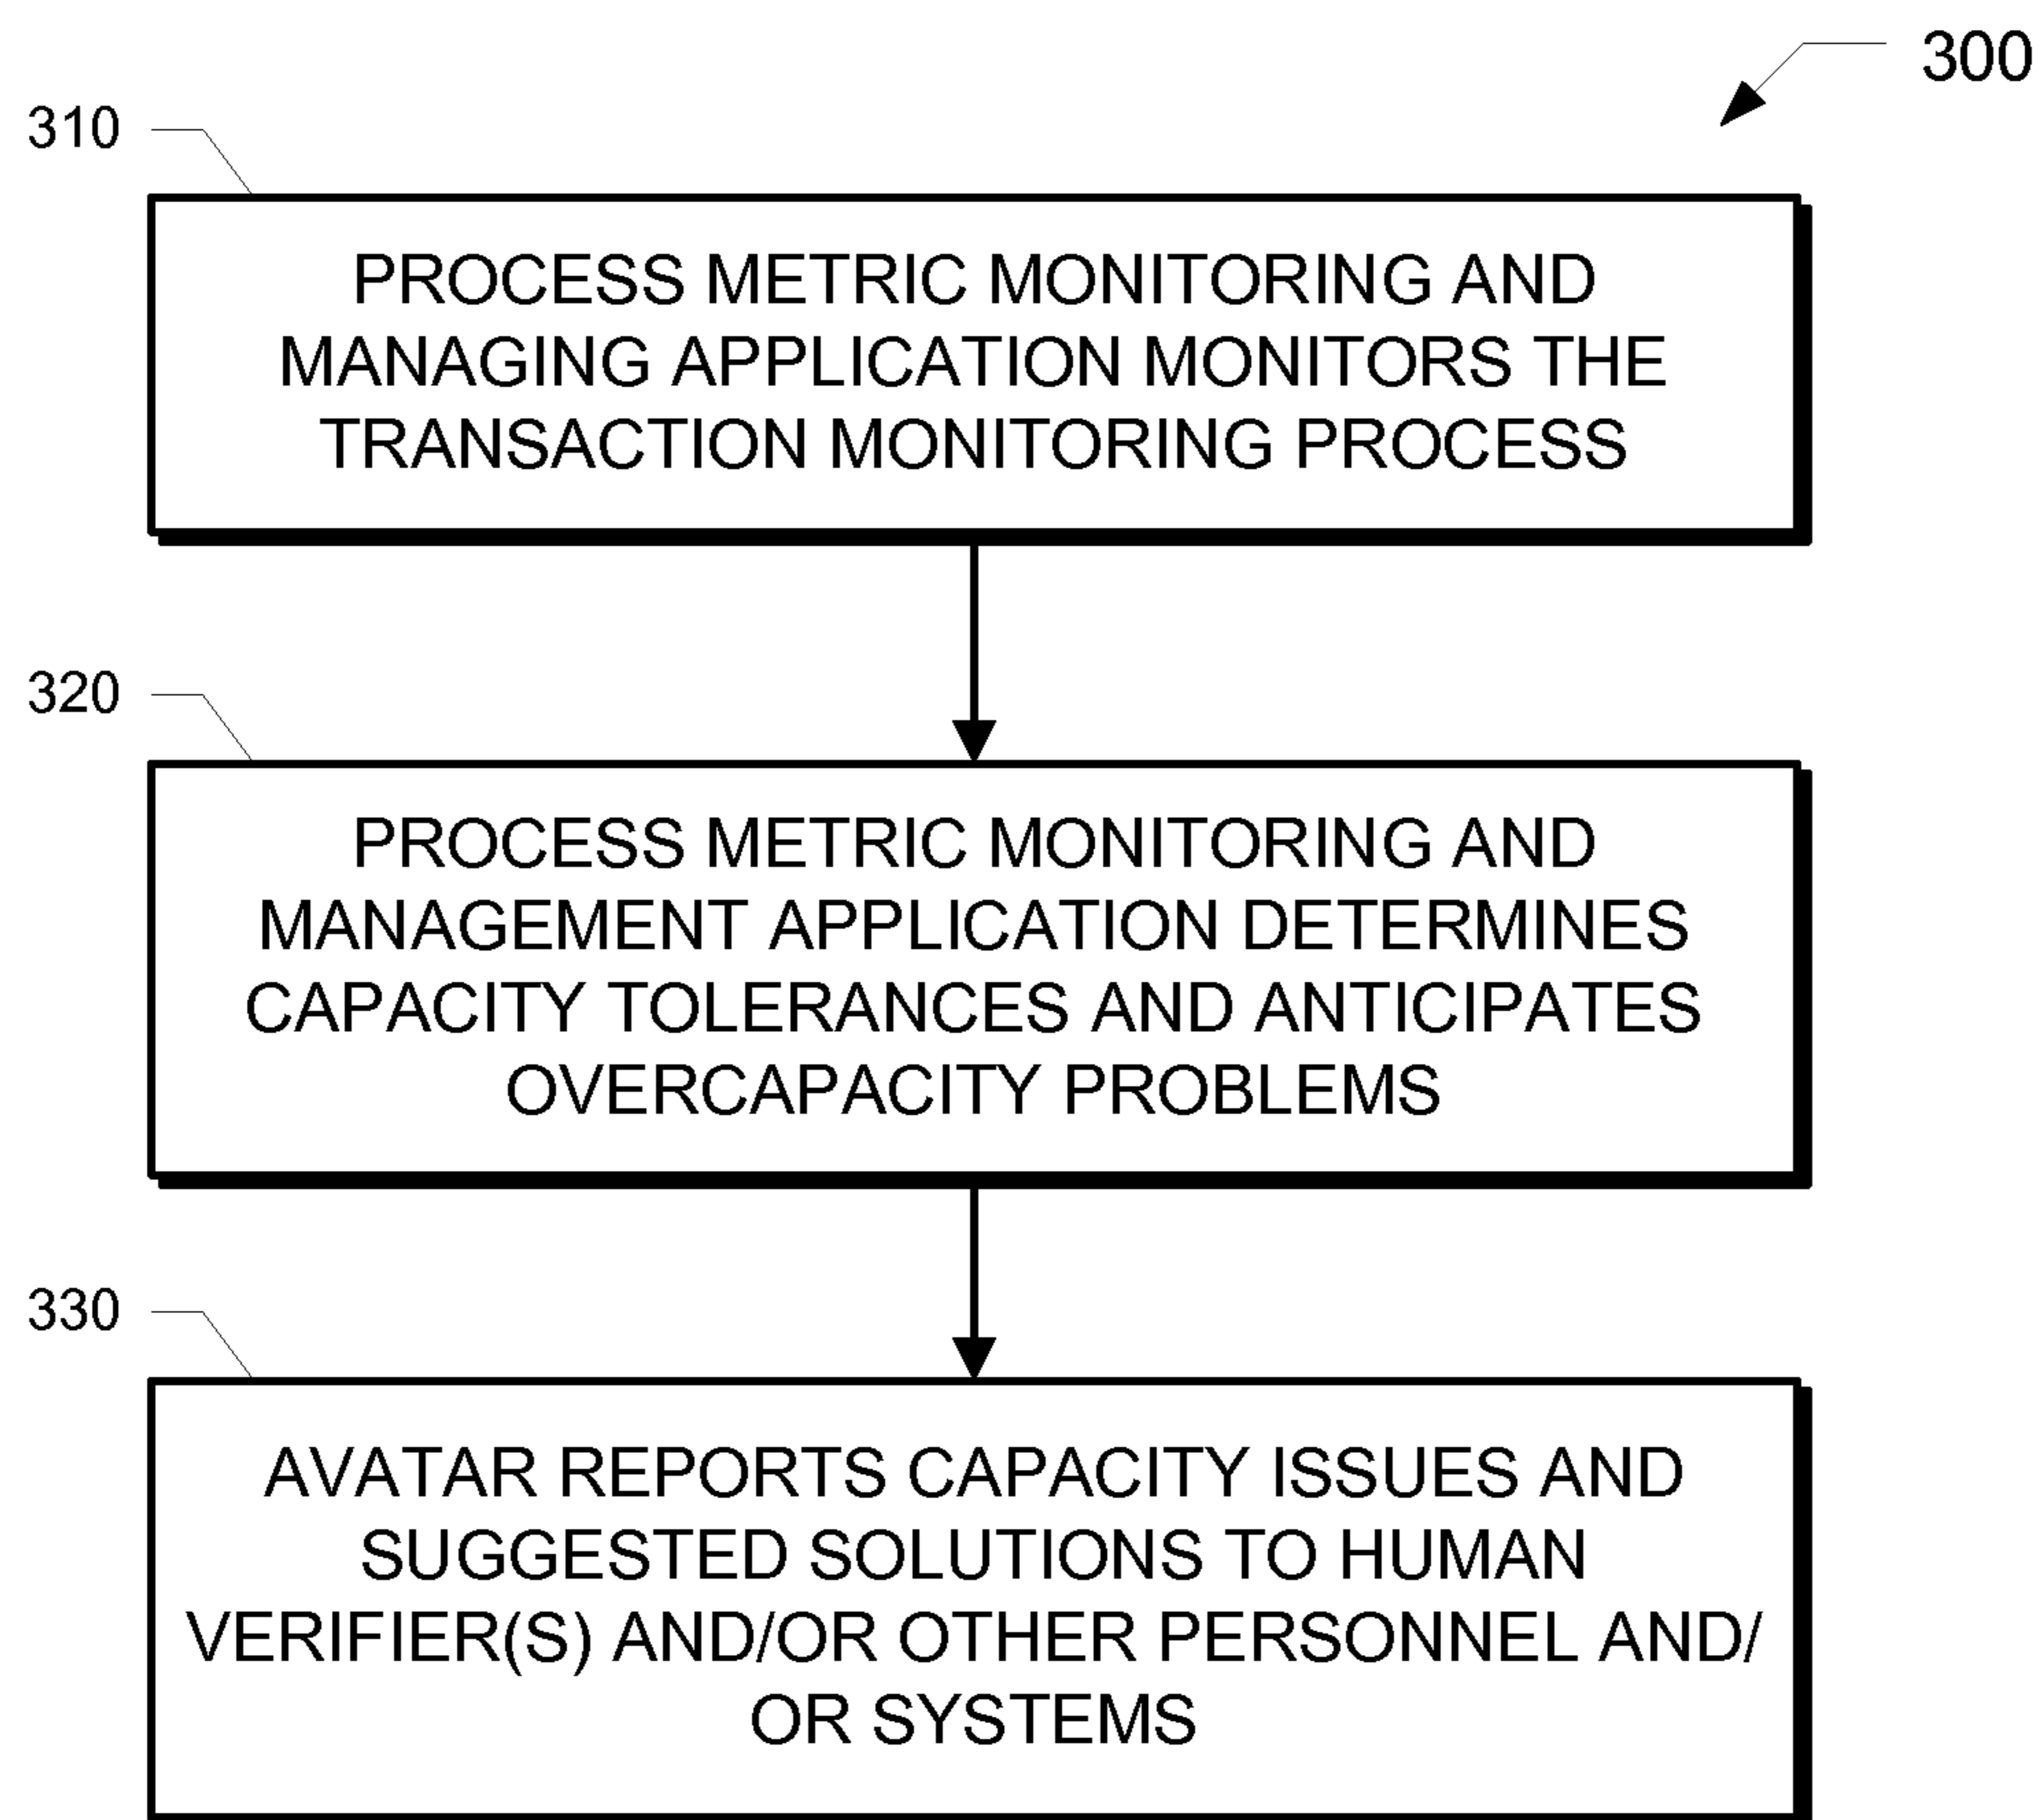 300
310
PROCESS METRIC MONITORING AND
MANAGING APPLICATION MONITORS THE
TRANSACTION MONITORING PROCESS
320
PROCESS METRIC MONITORING AND
MANAGEMENT APPLICATION DETERMINES
CAPACITY TOLERANCES AND ANTICIPATES
OVERCAPACITY PROBLEMS
330
AVATAR REPORTS CAPACITY ISSUES AND
SUGGESTED SOLUTIONS TO HUMAN
VERIFIER(S) AND/OR OTHER PERSONNEL AND/
OR SYSTEMS